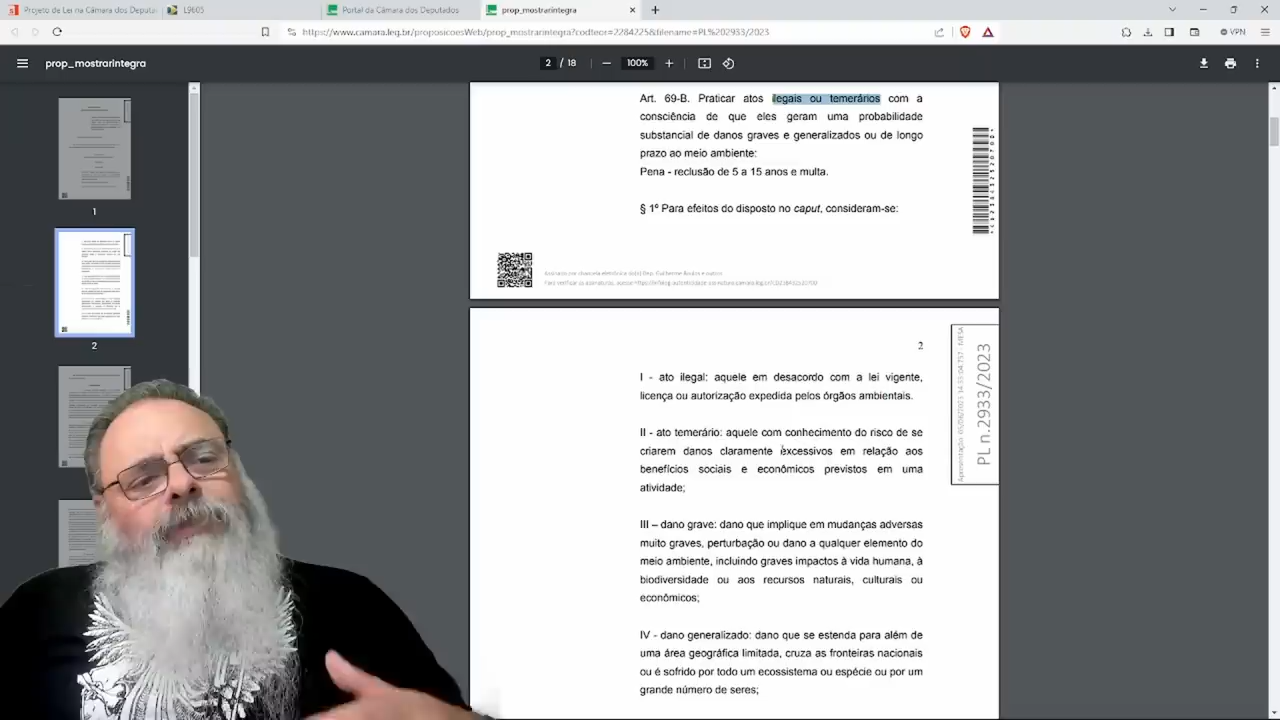 Projeto de Lei na Câmara dos Deputa
L9605
Portal da Câmara dos Deputados
prop_mostrarintegra
https://www.camara.leg.br/proposicoesWeb/prop_mostrarintegra?codteor=2284225&filename=PL%202933/2023
VPN
prop_mostrarintegra
2 / 18
100%
1
2
Art. 69-B. Praticar atos ilegais ou temerários com a
consciência de que eles geram uma probabilidade
substancial de danos graves e generalizados ou de longo
prazo ao meio ambiente:
Pena - reclusão de 5 a 15 anos e multa.
§ 1º Para efeitos do disposto no caput, consideram-se:
2
PL n.2933/2023
I - ato ilegal: aquele em desacordo com a lei vigente,
licença ou autorização expedida pelos órgãos ambientais.
II - ato temerário: aquele com conhecimento do risco de se
criarem danos claramente excessivos em relação aos
benefícios sociais e econômicos previstos em uma
atividade;
III – dano grave: dano que implique em mudanças adversas
muito graves, perturbação ou dano a qualquer elemento do
meio ambiente, incluindo graves impactos à vida humana, à
biodiversidade ou aos recursos naturais, culturais ou
econômicos;
IV - dano generalizado: dano que se estenda para além de
uma área geográfica limitada, cruza as fronteiras nacionais
ou é sofrido por todo um ecossistema ou espécie ou por um
grande número de seres;